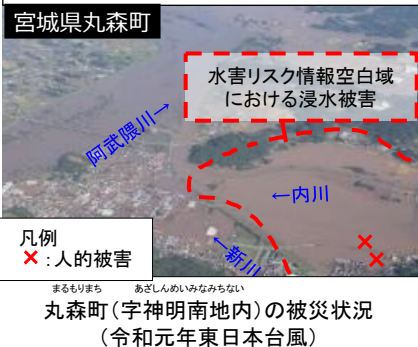 宮城県丸森町
水害リスク情報空白域
における浸水被害
阿武隈川→
←内川
←新川
凡例
×:人的被害
まるもりまち あざしんめいみなみちない
丸森町(字神明南地内)の被災状況
(令和元年東日本台風)